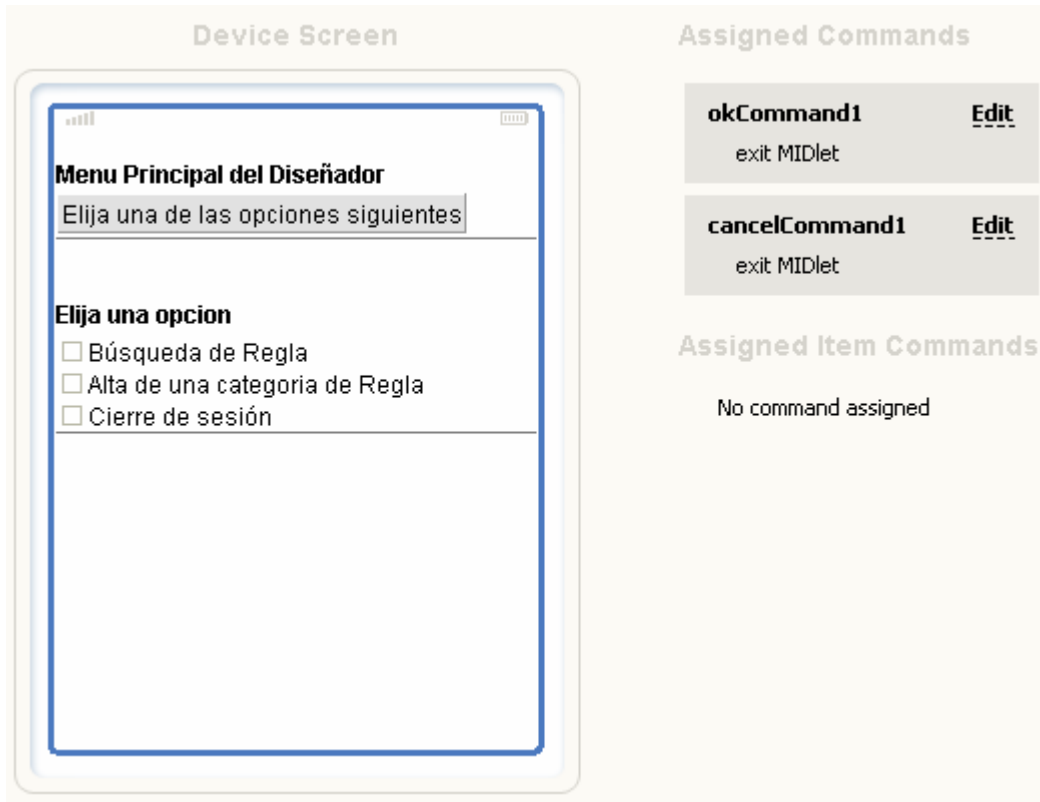 Device Screen
Menu Principal del Diseñador
Elija una de las opciones siguientes
Elija una opcion
Búsqueda de Regla
Alta de una categoria de Regla
Cierre de sesión
Assigned Commands
okCommand1 Edit
exit MIDlet
cancelCommand1 Edit
exit MIDlet
Assigned Item Commands
No command assigned